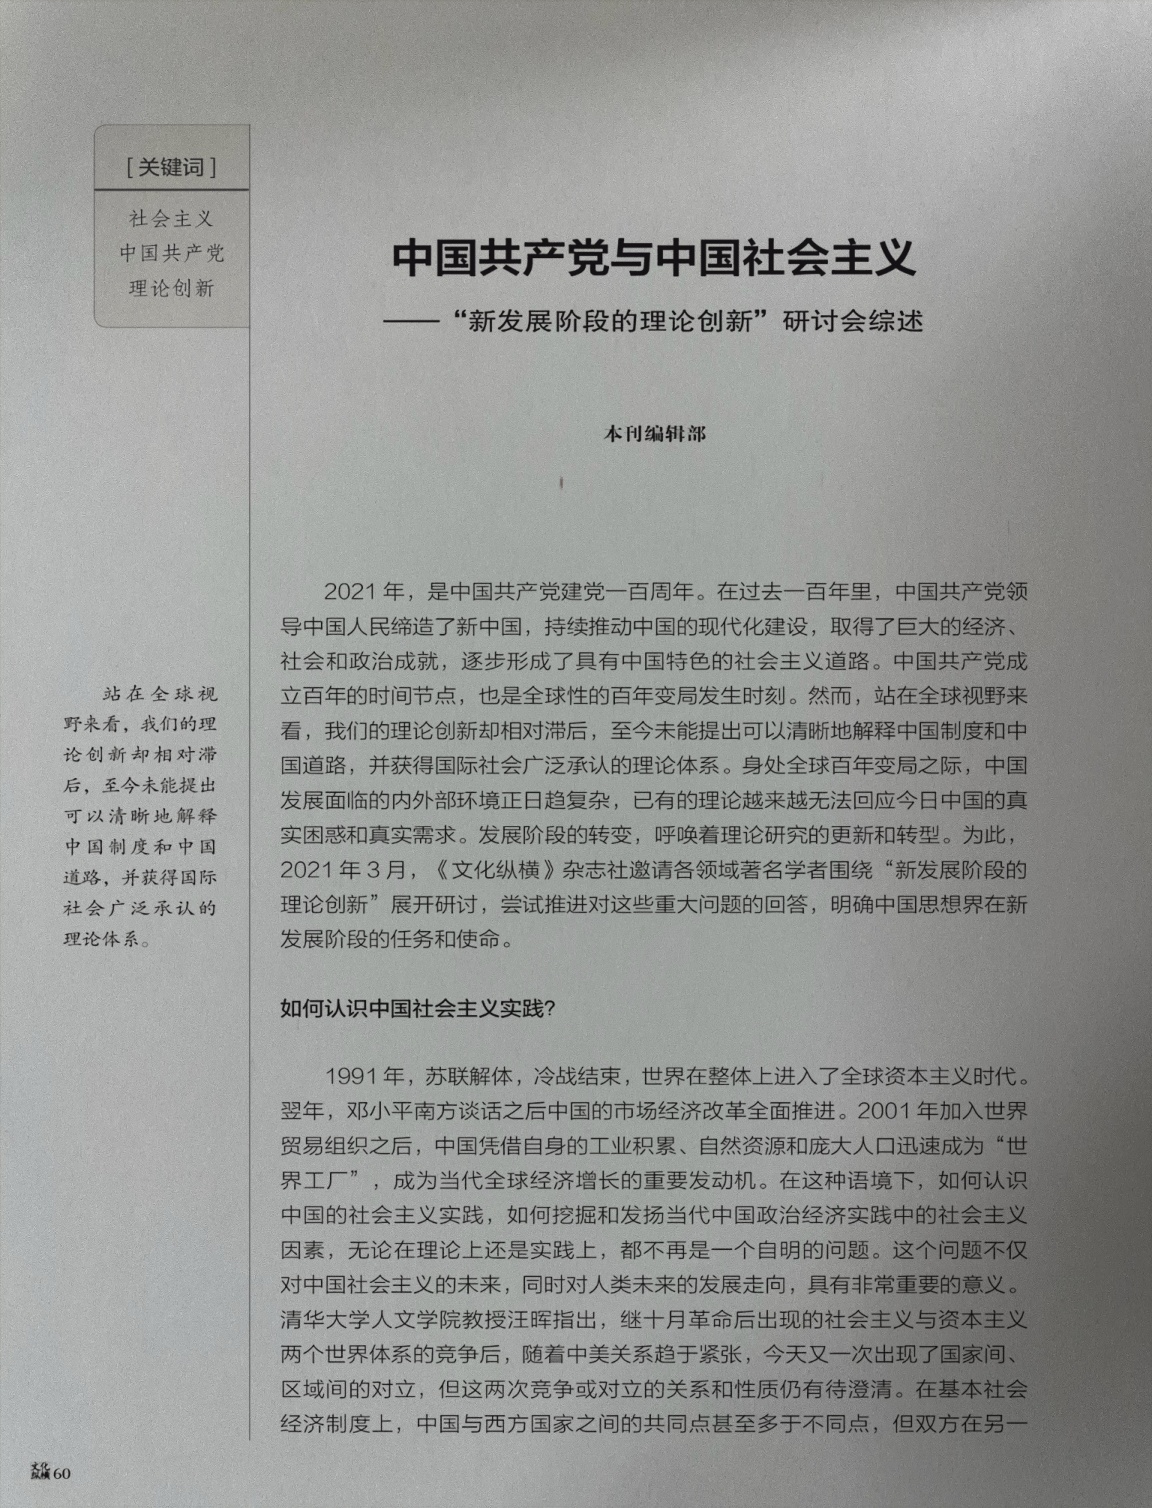 ［关键词］
社会主义
中国共产党
理论创新
中国共产党与中国社会主义
——“新发展阶段的理论创新”研讨会综述
本刊编辑部
2021年，是中国共产党建党一百周年。在过去一百年里，中国共产党领
导中国人民缔造了新中国，持续推动中国的现代化建设，取得了巨大的经济、
社会和政治成就，逐步形成了具有中国特色的社会主义道路。中国共产党成
立百年的时间节点，也是全球性的百年变局发生时刻。然而，站在全球视野来
看，我们的理论创新却相对滞后，至今未能提出可以清晰地解释中国制度和中
国道路，并获得国际社会广泛承认的理论体系。身处全球百年变局之际，中国
发展面临的内外部环境正日趋复杂，已有的理论越来越无法回应今日中国的真
实困惑和真实需求。发展阶段的转变，呼唤着理论研究的更新和转型。为此，
2021年3月，《文化纵横》杂志社邀请各领域著名学者围绕“新发展阶段的
理论创新”展开研讨，尝试推进对这些重大问题的回答，明确中国思想界在新
发展阶段的任务和使命。
站在全球视
野来看，我们的理
论创新却相对滞
后，至今未能提出
可以清晰地解释
中国制度和中国
道路，并获得国际
社会广泛承认的
理论体系。
如何认识中国社会主义实践？
1991年，苏联解体，冷战结束，世界在整体上进入了全球资本主义时代。
翌年，邓小平南方谈话之后中国的市场经济改革全面推进。2001年加入世界
贸易组织之后，中国凭借自身的工业积累、自然资源和庞大人口迅速成为“世
界工厂”，成为当代全球经济增长的重要发动机。在这种语境下，如何认识
中国的社会主义实践，如何挖掘和发扬当代中国政治经济实践中的社会主义
因素，无论在理论上还是实践上，都不再是一个自明的问题。这个问题不仅
对中国社会主义的未来，同时对人类未来的发展走向，具有非常重要的意义。
清华大学人文学院教授汪晖指出，继十月革命后出现的社会主义与资本主义
两个世界体系的竞争后，随着中美关系趋于紧张，今天又一次出现了国家间、
区域间的对立，但这两次竞争或对立的关系和性质仍有待澄清。在基本社会
经济制度上，中国与西方国家之间的共同点甚至多于不同点，但双方在另一
文化
纵横 60